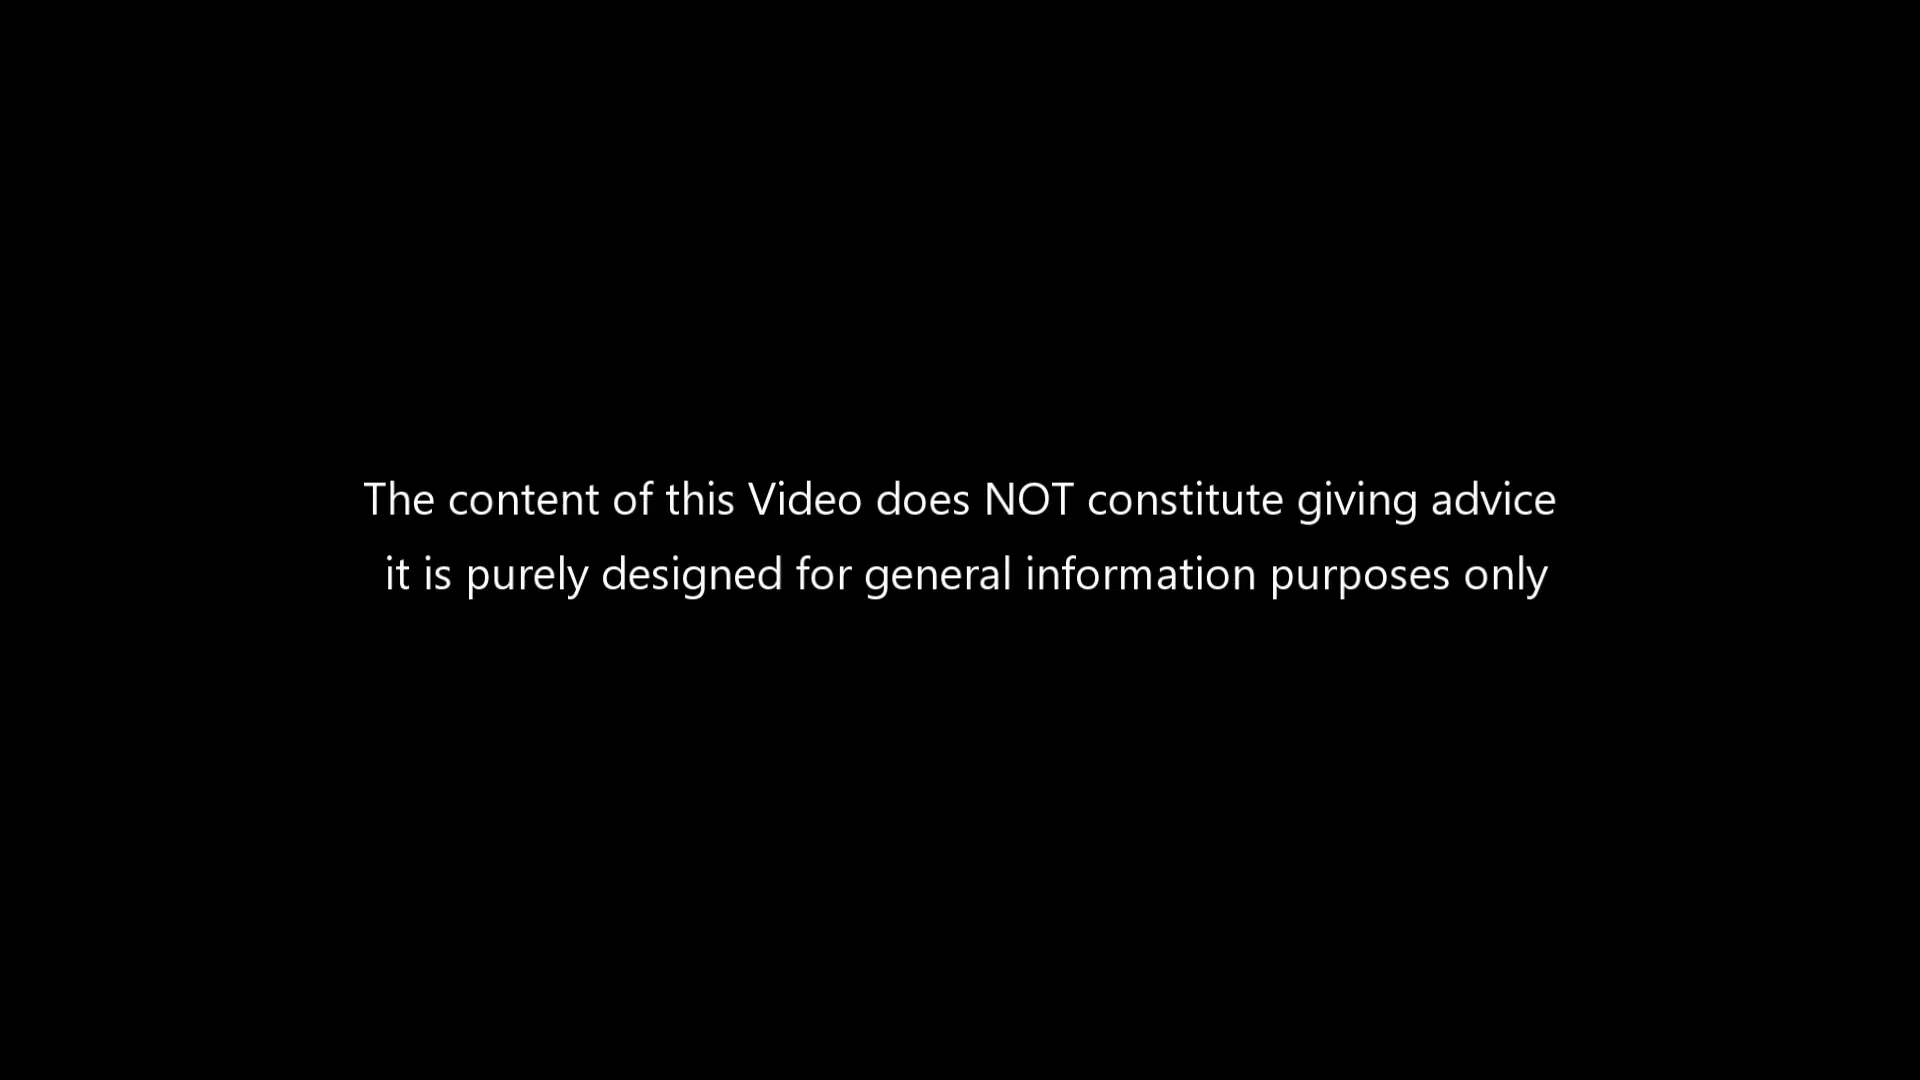 The content of this Video does NOT constitute giving advice
it is purely designed for general information purposes only